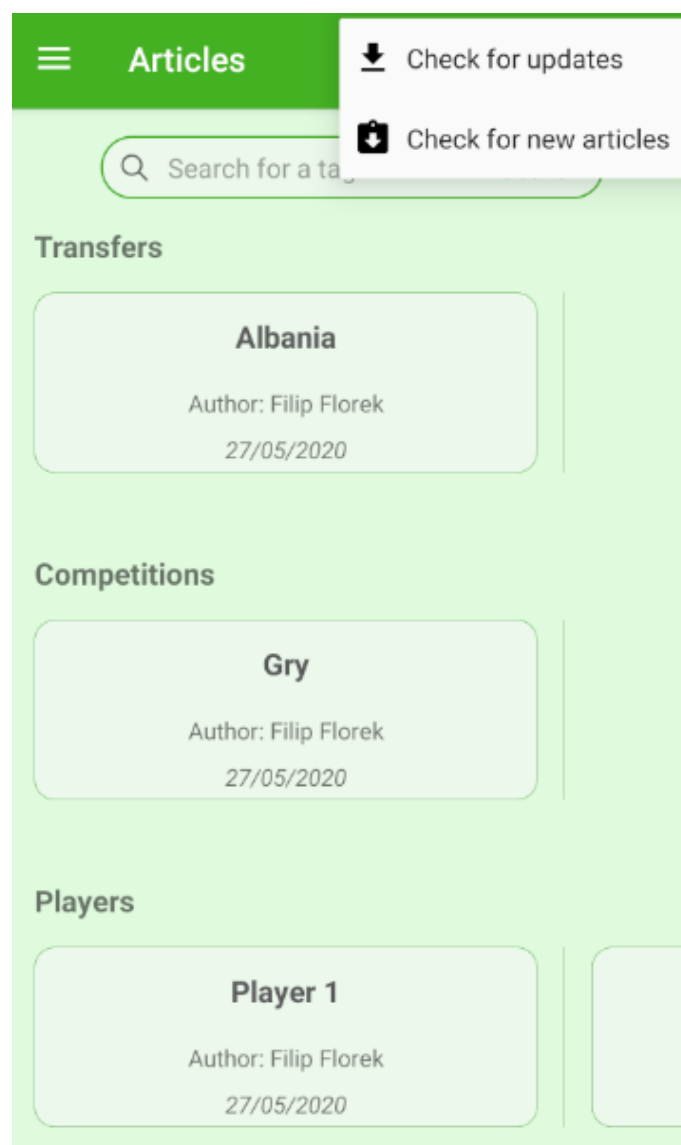 Articles
Check for updates
Check for new articles
Search for a
Transfers
Albania
Author: Filip Florek
27/05/2020
Competitions
Gry
Author: Filip Florek
27/05/2020
Players
Player 1
Author: Filip Florek
27/05/2020